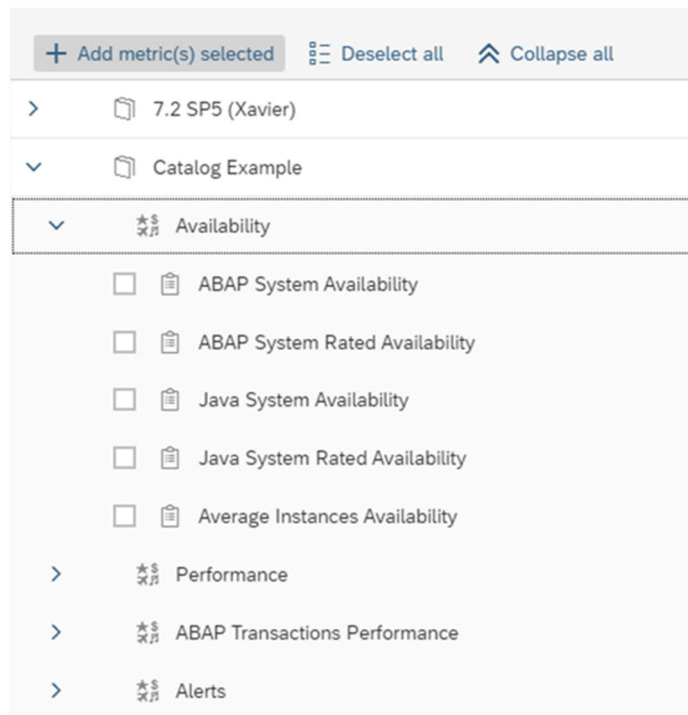 Add metric(s) selected Deselect all Collapse all
7.2 SP5 (Xavier)
Catalog Example
Availability
ABAP System Availability
ABAP System Rated Availability
Java System Availability
Java System Rated Availability
Average Instances Availability
Performance
ABAP Transactions Performance
Alerts